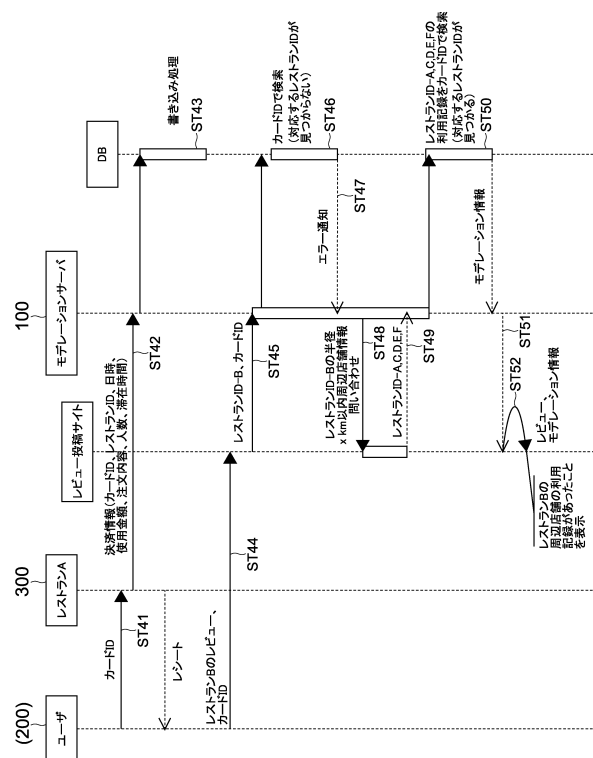 (200)
ユーザ
300
レストランA
レビュー投稿サイト
100
モデレーションサーバ
DB
カードID
ST41
レシート
決済情報(カードID、レストランID、日時、
使用金額、注文内容、人数、滞在時間)
ST42
書き込み処理
ST43
レストランBのレビュー、
カードID
ST44
レストランID-B、カードID
ST45
カードIDで検索
(対応するレストランIDが
見つからない)
ST46
エラー通知
ST47
レストランID-Bの半径
x km以内周辺店舗情報
問い合わせ
ST48
レストランID-A,C,D,E,F
ST49
レストランID-A,C,D,E,Fの
利用記録をカードIDで検索
(対応するレストランIDが
見つかる)
ST50
モデレーション情報
ST51
ST52
レビュー、
モデレーション情報
レストランBの
周辺店舗の利用
記録があったこと
を表示